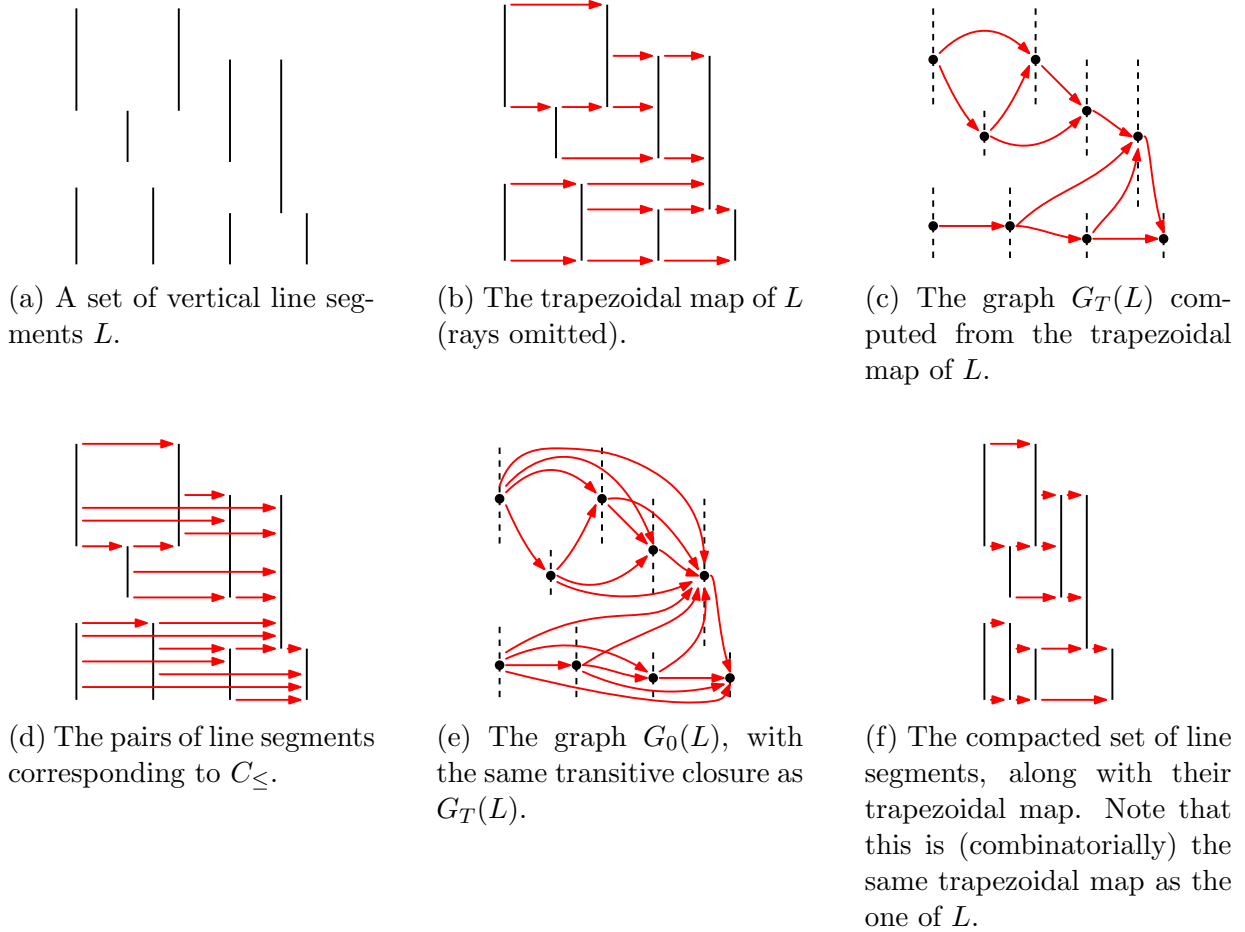 (a) A set of vertical line seg-
ments L.
(b) The trapezoidal map of L
(rays omitted).
(c) The graph G_T(L) com-
puted from the trapezoidal
map of L.
(d) The pairs of line segments
corresponding to C_≤.
(e) The graph G_0(L), with
the same transitive closure as
G_T(L).
(f) The compacted set of line
segments, along with their
trapezoidal map. Note that
this is (combinatorially) the
same trapezoidal map as the
one of L.